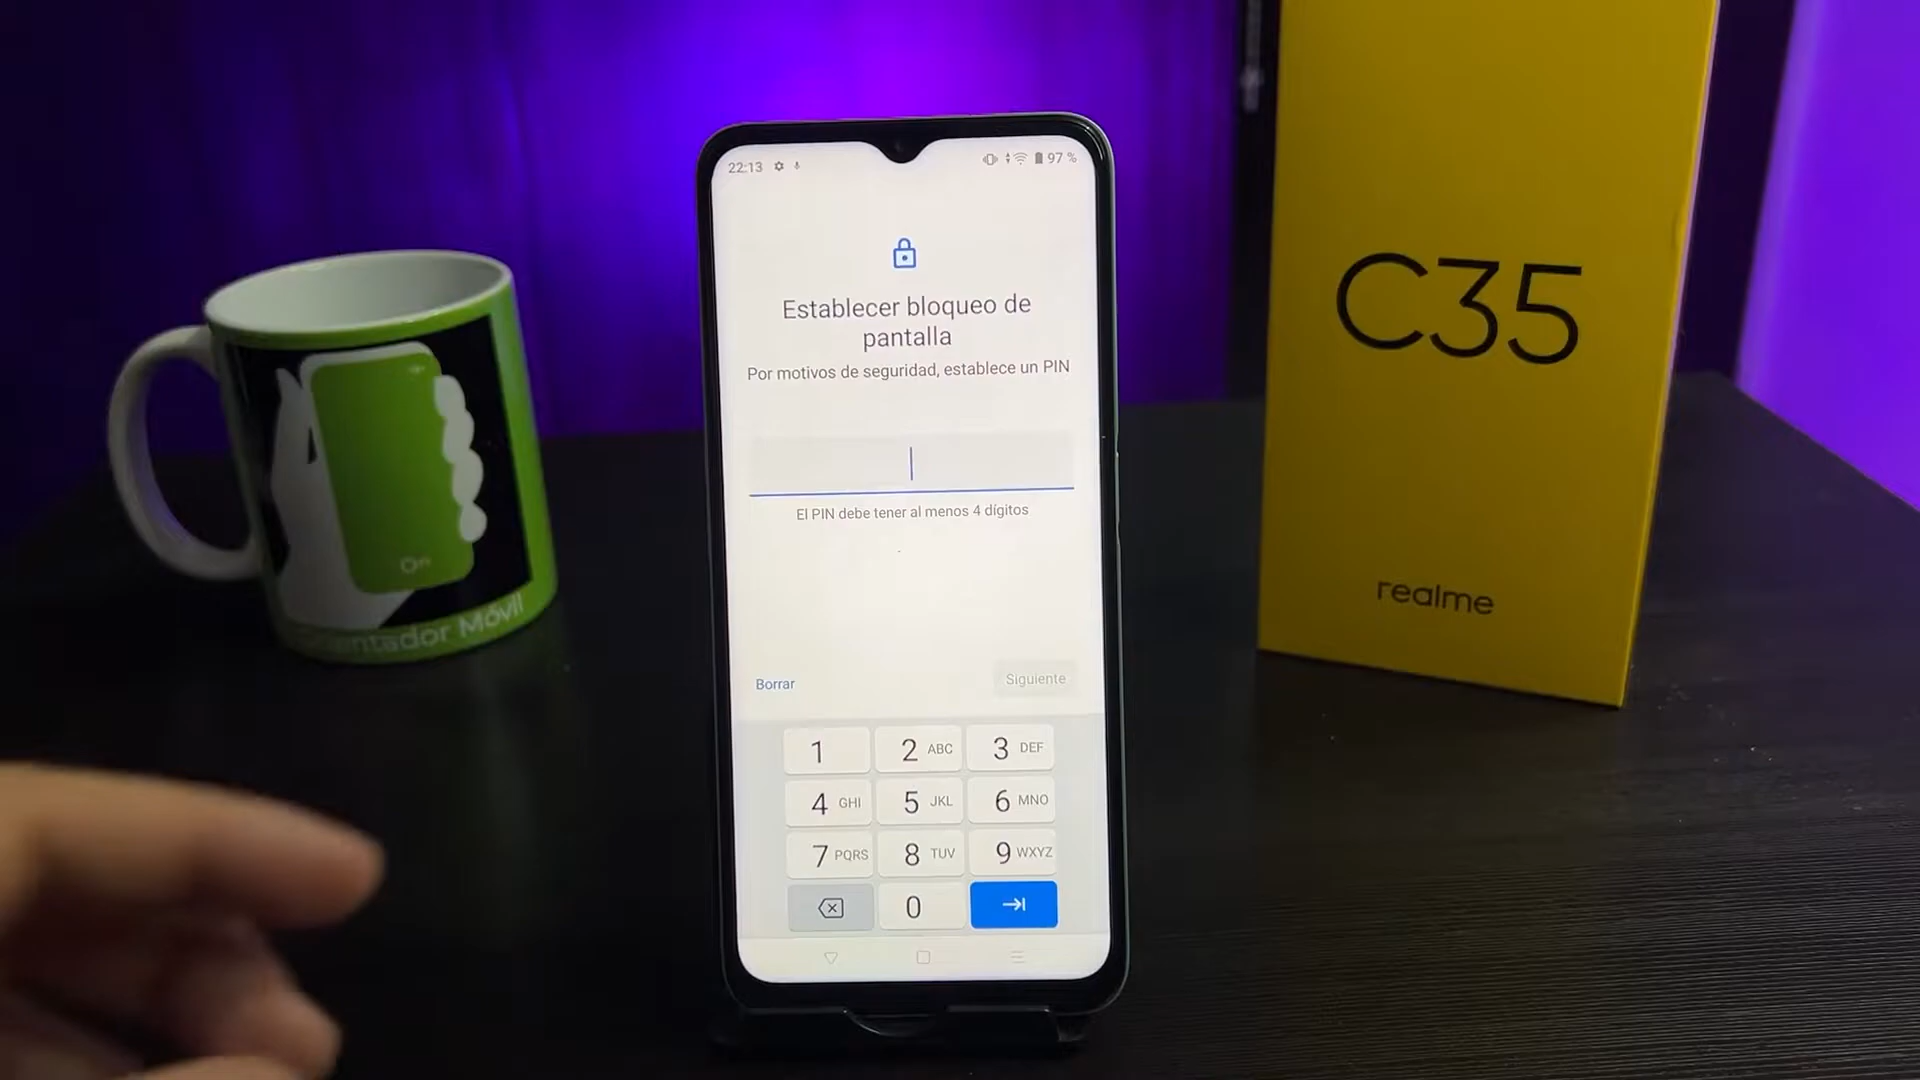 22:13
97 %
Establecer bloqueo de
pantalla
Por motivos de seguridad, establece un PIN
El PIN debe tener al menos 4 dígitos
Borrar
Siguiente
1
2 ABC
3 DEF
4 GHI
5 JKL
6 MNO
7 PQRS
8 TUV
9 WXYZ
0
C35
realme
On
Orientador Móvil